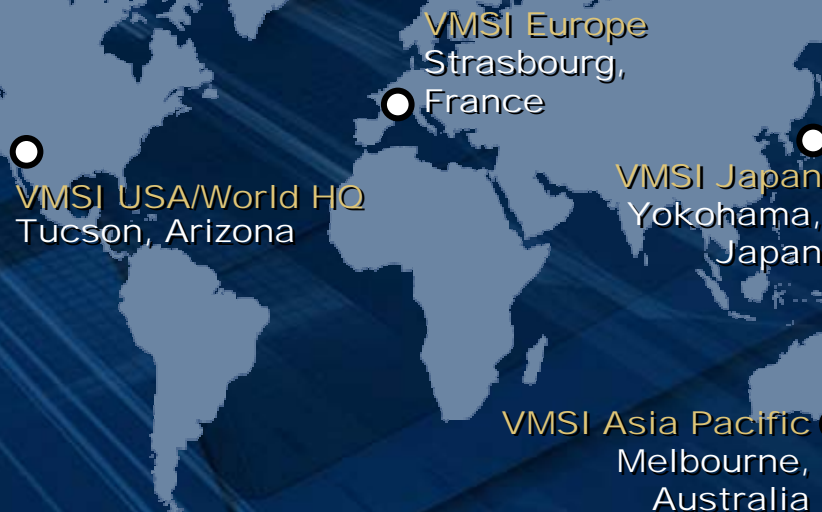 VMSI Europe
Strasbourg,
France
VMSI USA/World HQ
Tucson, Arizona
VMSI Japan
Yokohama,
Japan
VMSI Asia Pacific
Melbourne,
Australia